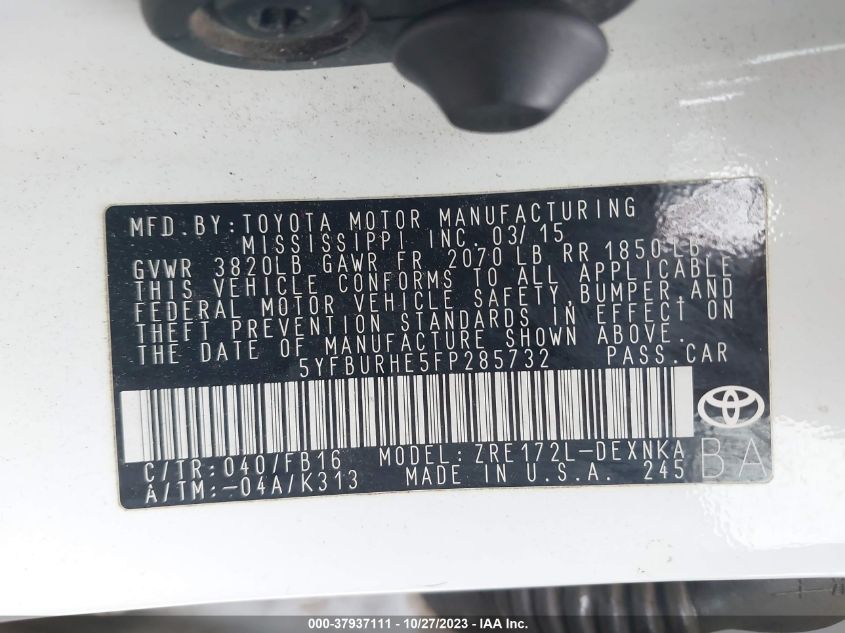 MFD. BY: TOYOTA MOTOR MANUFACTURING
MISSISSIPPI INC. 03/15
GVWR 3820LB GAWR FR 2070 LB RR 1850 LB
THIS VEHICLE CONFORMS TO ALL APPLICABLE
FEDERAL MOTOR VEHICLE SAFETY, BUMPER, AND
THEFT PREVENTION STANDARDS IN EFFECT ON
THE DATE OF MANUFACTURE SHOWN ABOVE.
5YFBURHE5FP285732 PASS.CAR
C/TR: 040/FB16 MODEL: ZRE172L-DEXNKA
A/TM:-04A/K313 MADE IN U.S.A. 245
BA
000-37937111 - 10/27/2023 - IAA Inc.